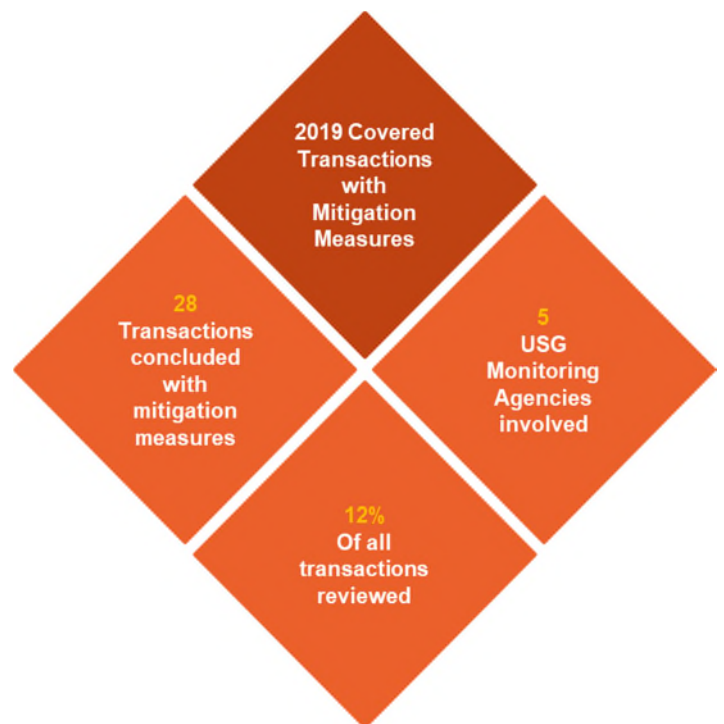 2019 Covered
Transactions
with
Mitigation
Measures
28
Transactions
concluded
with
mitigation
measures
5
USG
Monitoring
Agencies
involved
12%
Of all
transactions
reviewed